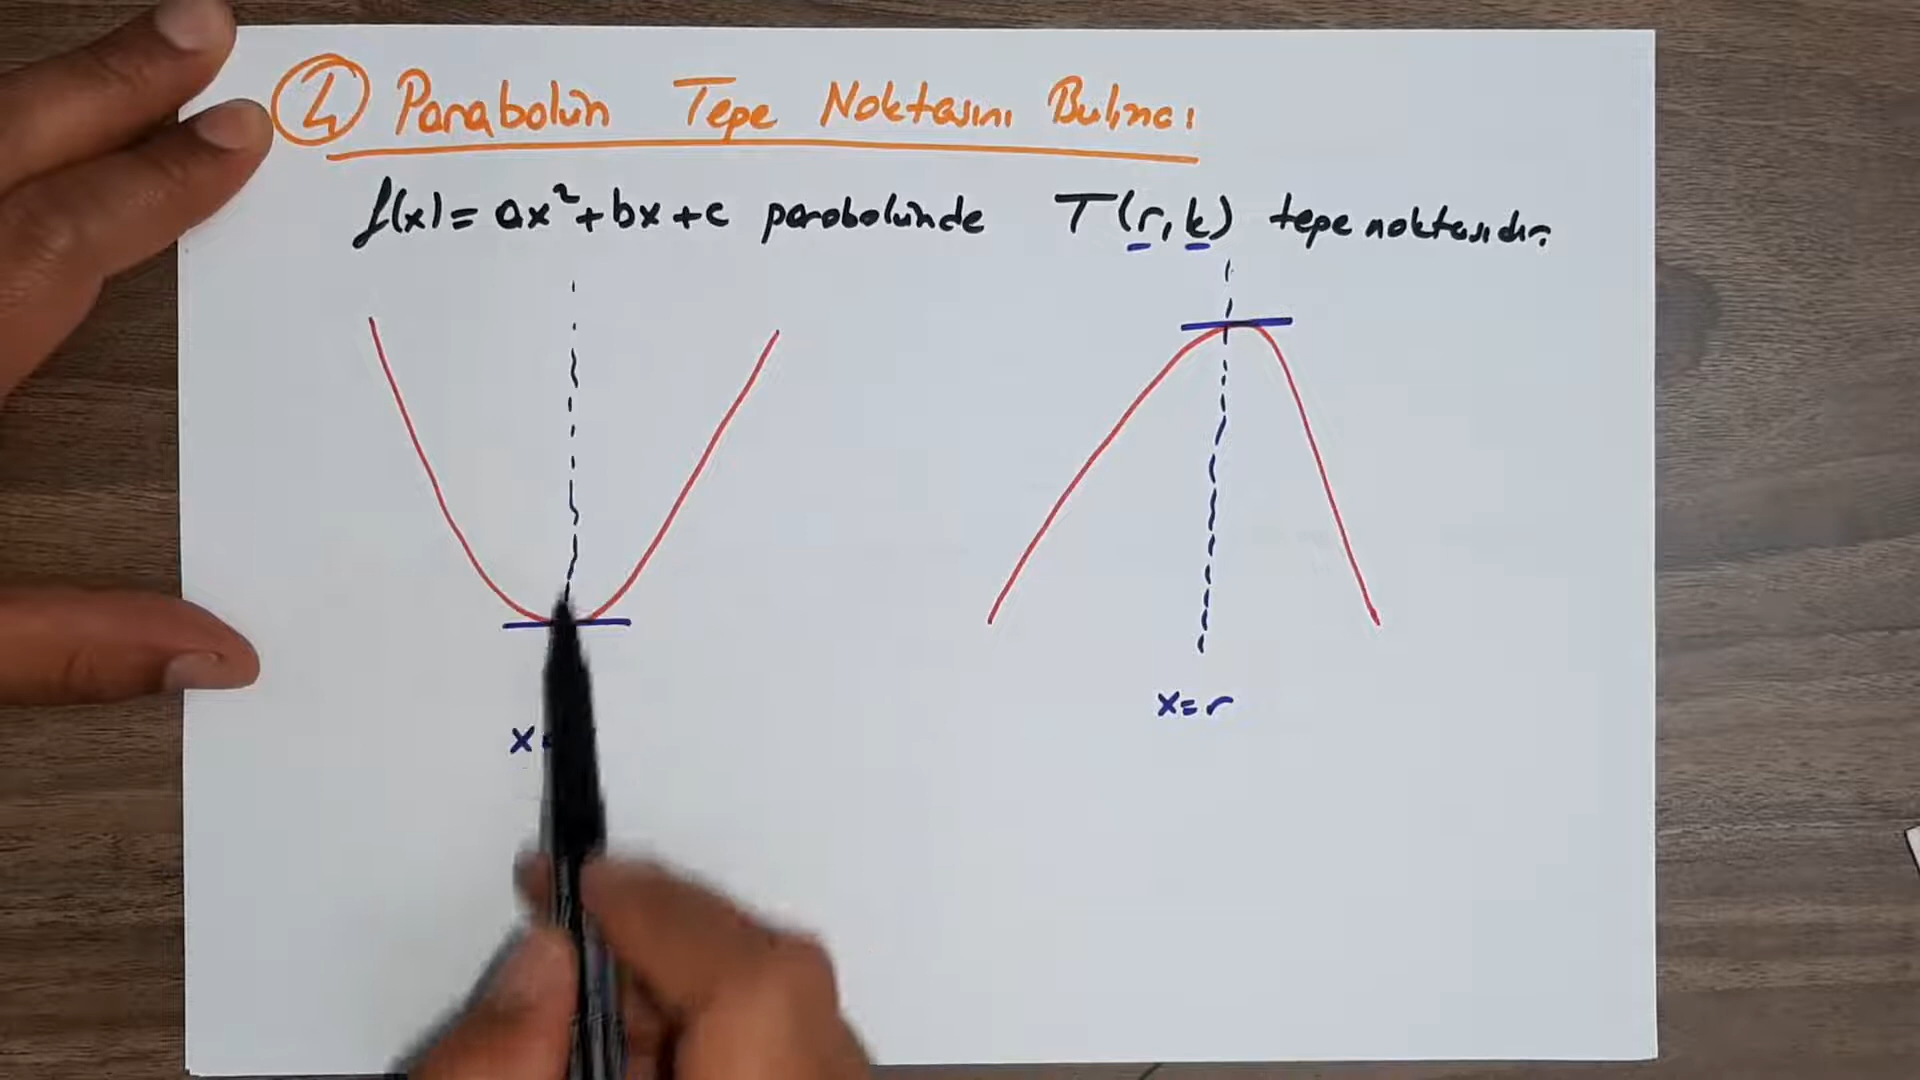 ④ Parabolün Tepe Noktasını Bulma:
f(x) = ax²+bx+c parabolünde T(r, k) tepe noktasıdır.
x=r
x=